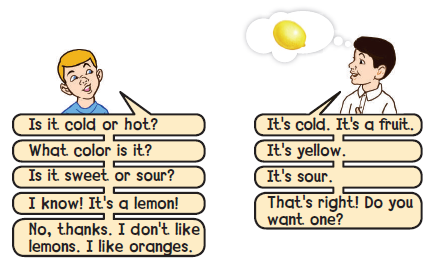 Is it cold or hot?
What color is it?
Is it sweet or sour?
I know! It's a lemon!
No, thanks. I don't like
lemons. I like oranges.
It's cold. It's a fruit.
It's yellow.
It's sour.
That's right! Do you
want one?